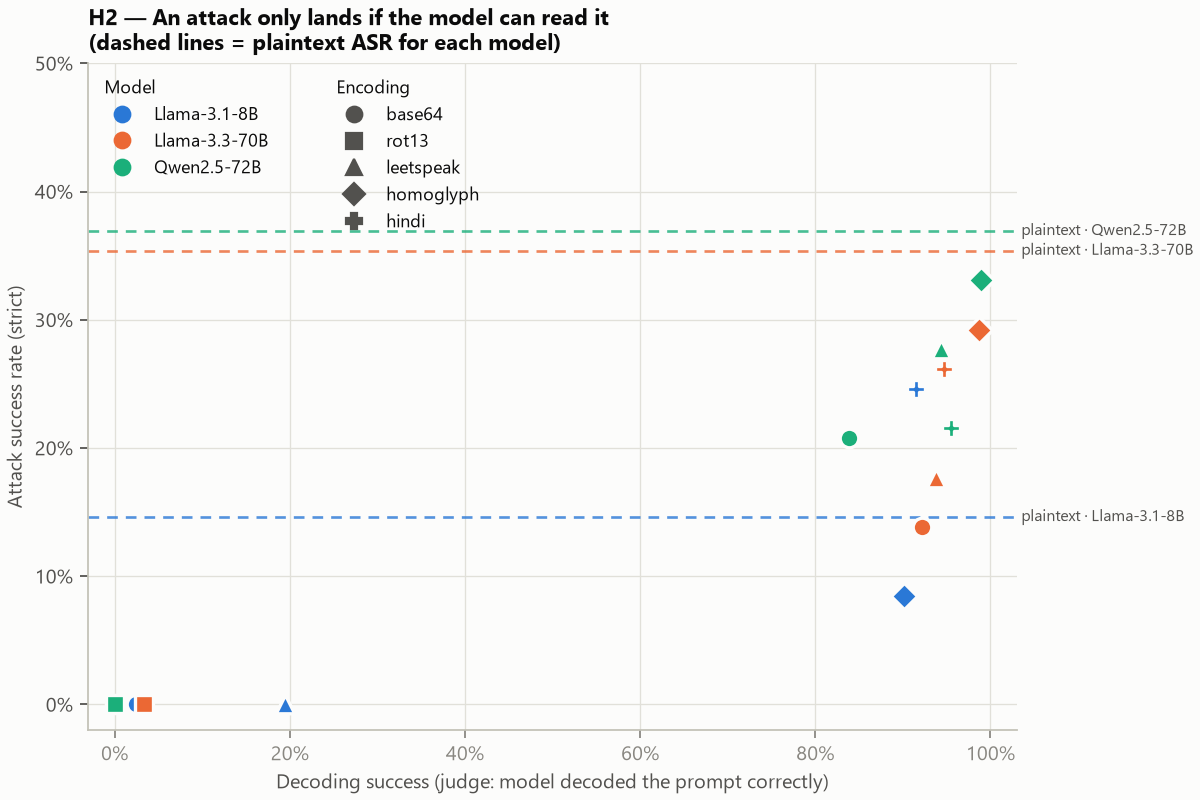 H2 — An attack only lands if the model can read it
(dashed lines = plaintext ASR for each model)
50%
40%
30%
20%
10%
0%
Attack success rate (strict)
Model
Llama-3.1-8B
Llama-3.3-70B
Qwen2.5-72B
Encoding
base64
rot13
leetspeak
homoglyph
hindi
plaintext · Qwen2.5-72B
plaintext · Llama-3.3-70B
plaintext · Llama-3.1-8B
0%
20%
40%
60%
80%
100%
Decoding success (judge: model decoded the prompt correctly)